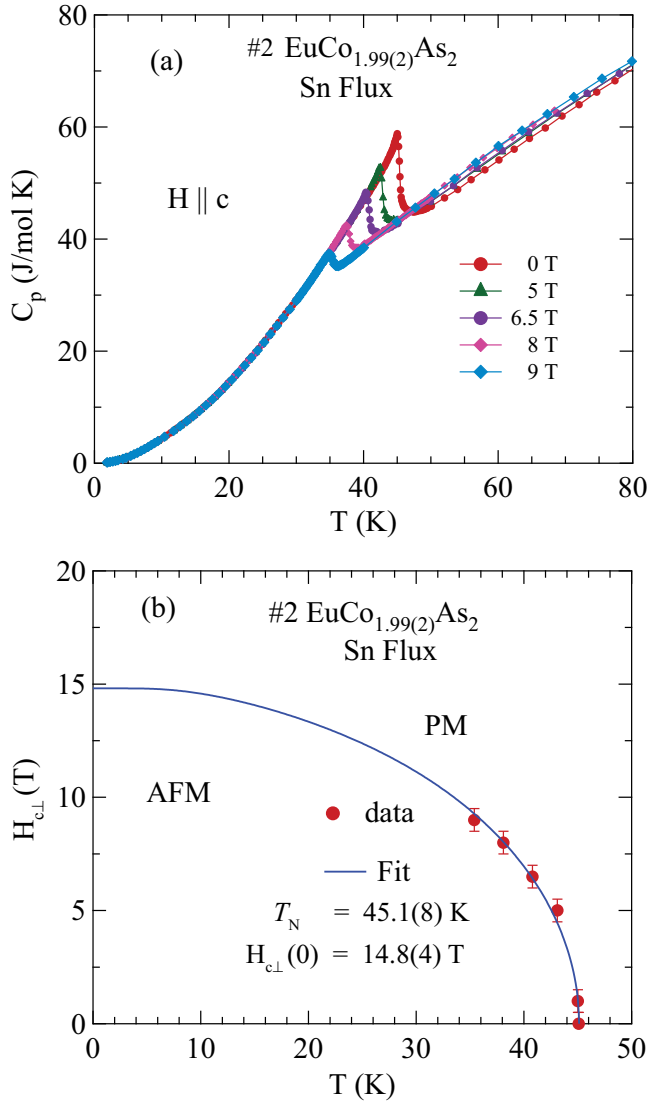 (a)
#2 EuCo1.99(2)As2
Sn Flux
H || c
0 T
5 T
6.5 T
8 T
9 T
Cp (J/mol K)
80
60
40
20
0
0 20 40 60 80
T (K)
(b)
#2 EuCo1.99(2)As2
Sn Flux
PM
AFM
data
Fit
TN = 45.1(8) K
Hc⊥(0) = 14.8(4) T
Hc⊥(T)
20
15
10
5
0
0 10 20 30 40 50
T (K)